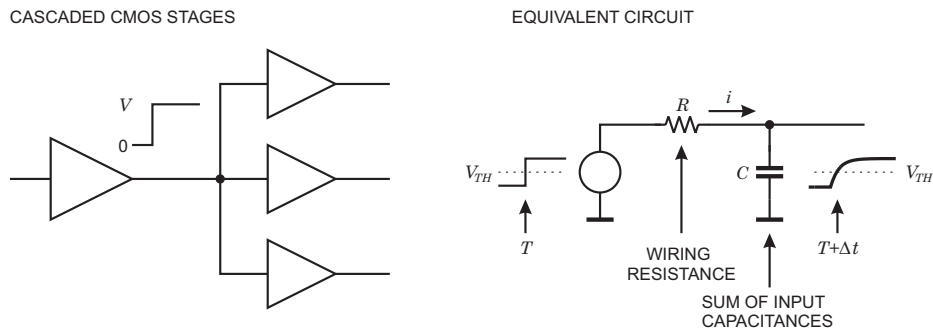 CASCADED CMOS STAGES
V
0
EQUIVALENT CIRCUIT
R
i
V_TH
T
C
V_TH
T+Δt
WIRING
RESISTANCE
SUM OF INPUT
CAPACITANCES